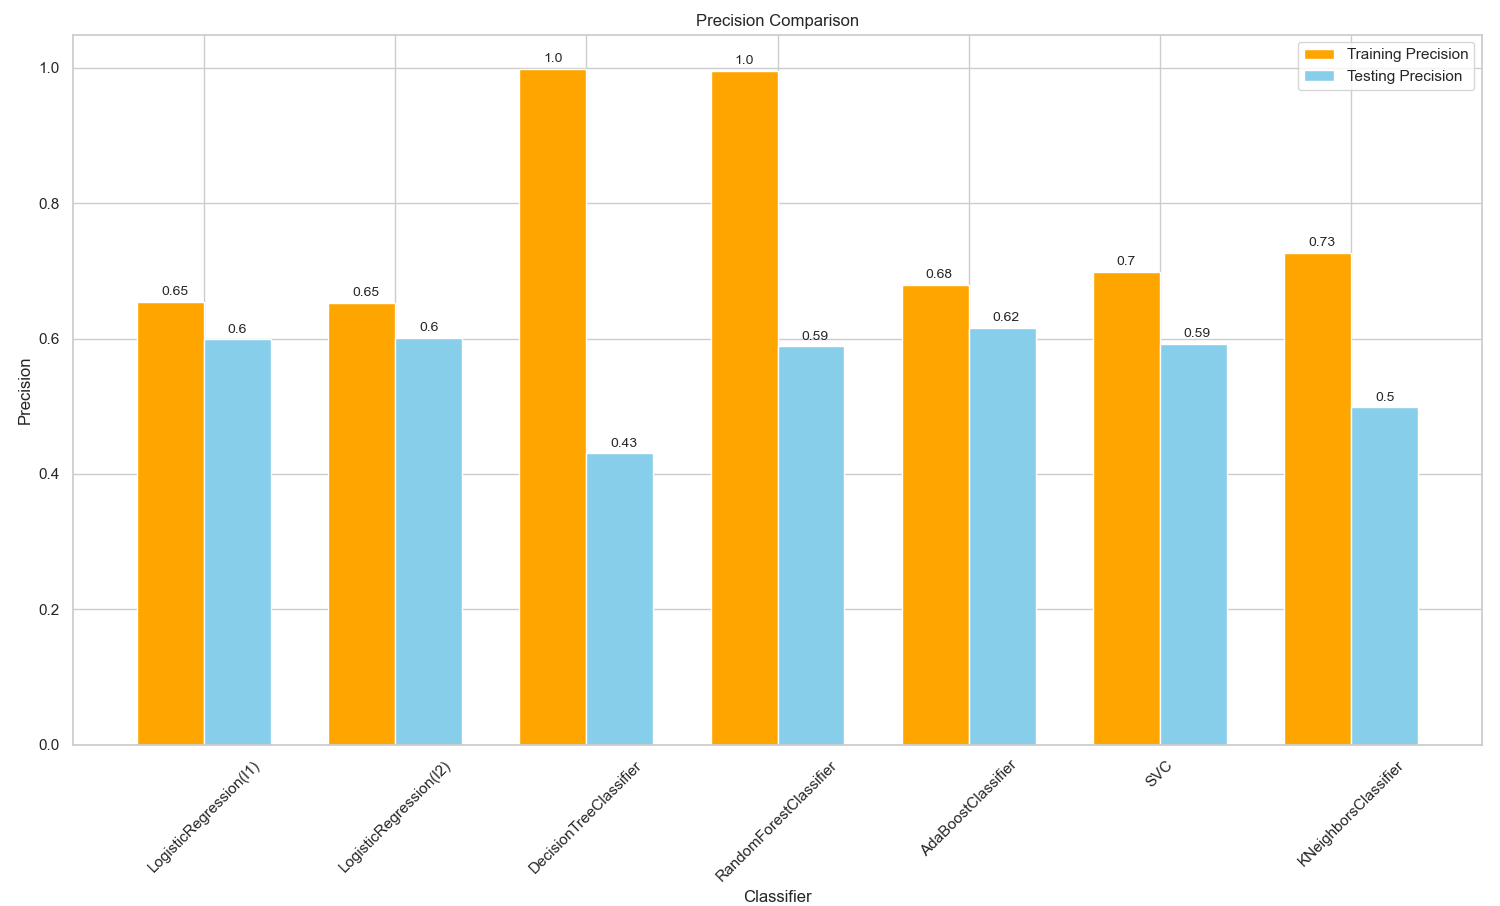 Precision Comparison
Training Precision
Testing Precision
Precision
1.0
0.8
0.6
0.4
0.2
0.0
0.65
0.6
0.65
0.6
1.0
0.43
1.0
0.59
0.68
0.62
0.7
0.59
0.73
0.5
LogisticRegression(l1)
LogisticRegression(l2)
DecisionTreeClassifier
RandomForestClassifier
AdaBoostClassifier
SVC
KNeighborsClassifier
Classifier